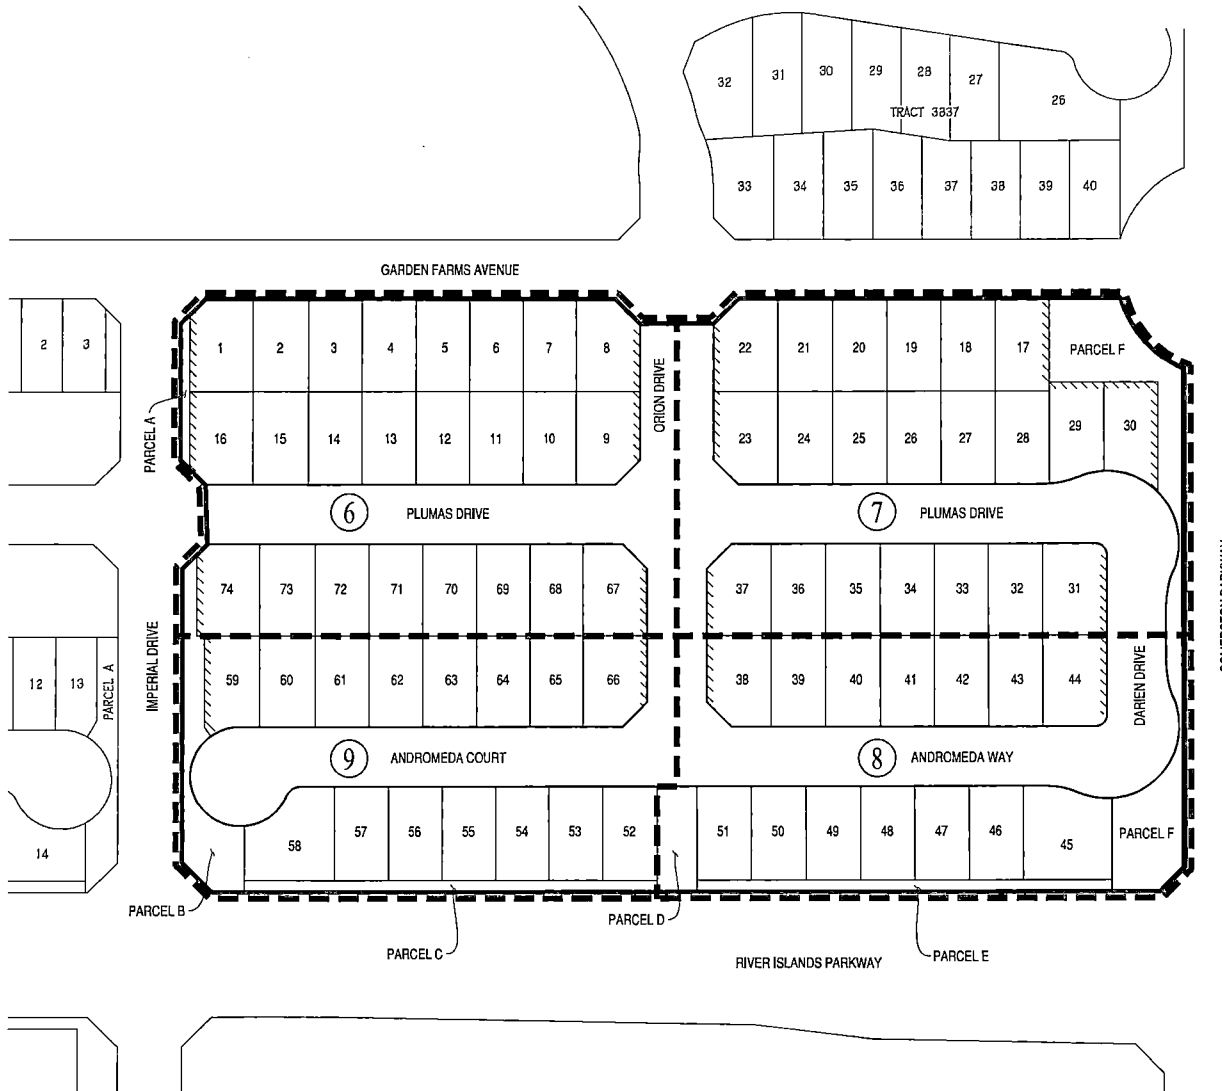 32 31 30 29 28 27 26
TRACT 3837
33 34 35 36 37 38 39 40
GARDEN FARMS AVENUE
2 3
1 2 3 4 5 6 7 8
ORION DRIVE
22 21 20 19 18 17
PARCEL F
PARCEL A
16 15 14 13 12 11 10 9
23 24 25 26 27 28 29 30
6 PLUMAS DRIVE
7 PLUMAS DRIVE
74 73 72 71 70 69 68 67
37 36 35 34 33 32 31
12 13
PARCEL A
IMPERIAL DRIVE
59 60 61 62 63 64 65 66
38 39 40 41 42 43 44
DARIEN DRIVE
9 ANDROMEDA COURT
8 ANDROMEDA WAY
14
58 57 56 55 54 53 52
51 50 49 48 47 46 45
PARCEL F
PARCEL B
PARCEL C
PARCEL D
PARCEL E
RIVER ISLANDS PARKWAY